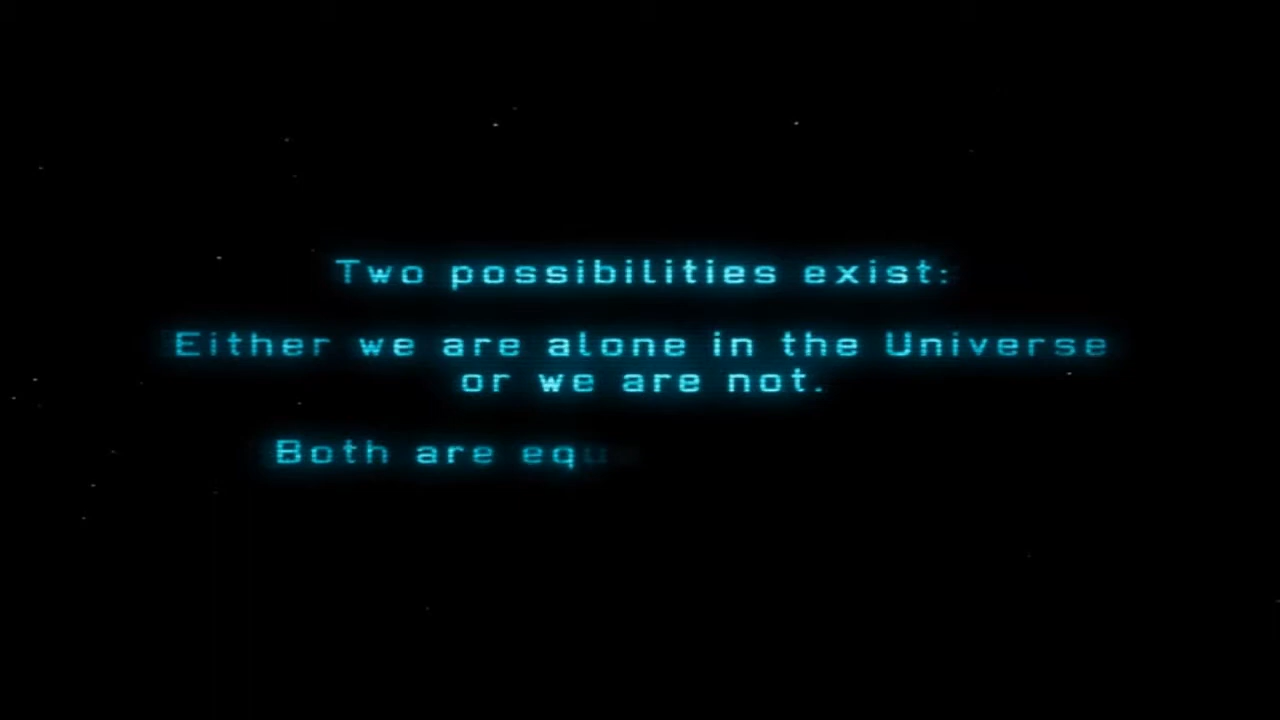 Two possibilities exist:
Either we are alone in the Universe
or we are not.
Both are equ